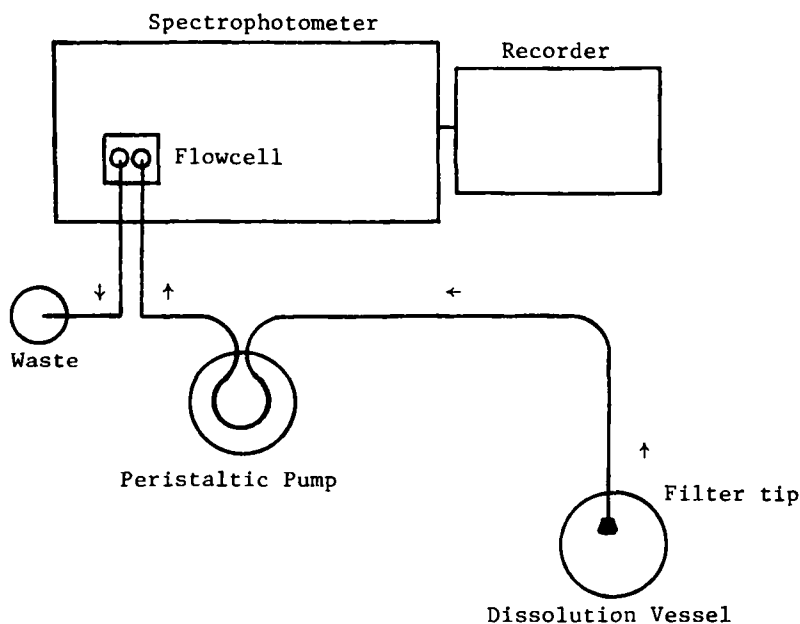 Spectrophotometer
Recorder
Flowcell
Waste
Peristaltic Pump
Filter tip
Dissolution Vessel